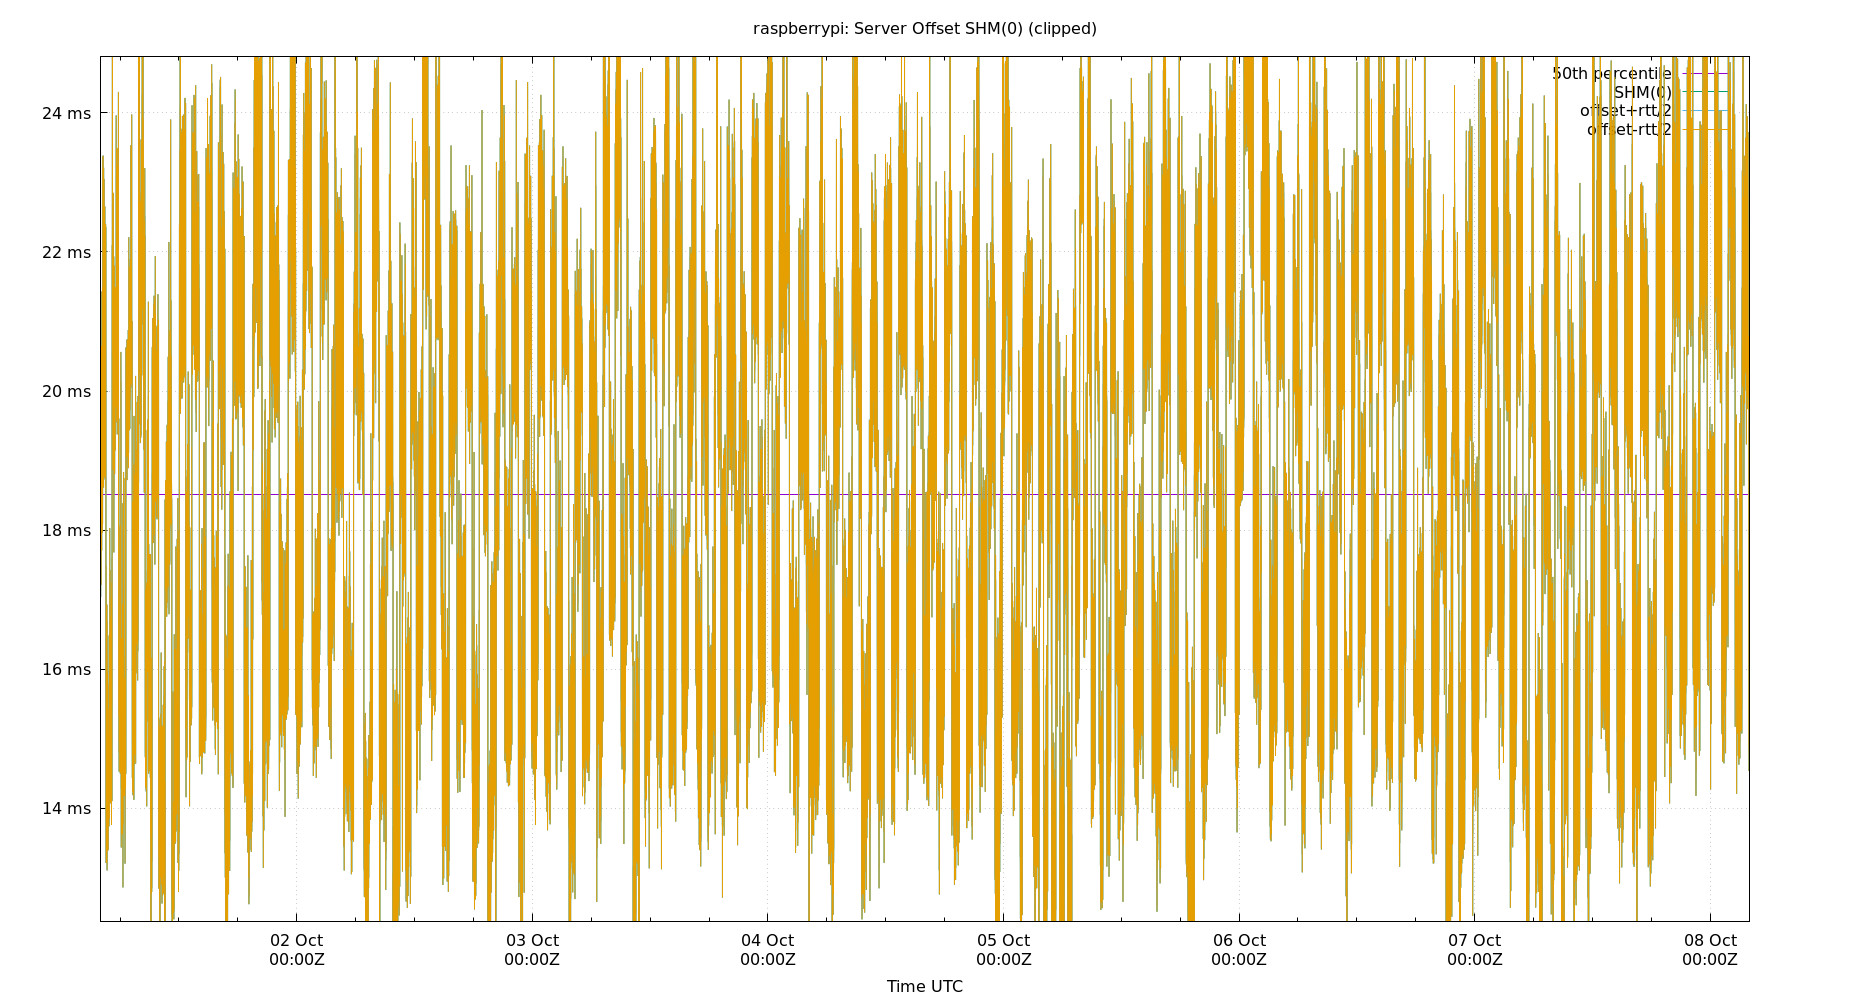 raspberrypi: Server Offset SHM(0) (clipped)
50th percentile
SHM(0)
offset+rtt/2
offset-rtt/2
24 ms
22 ms
20 ms
18 ms
16 ms
14 ms
02 Oct 03 Oct 04 Oct 05 Oct 06 Oct 07 Oct 08 Oct
00:00Z 00:00Z 00:00Z 00:00Z 00:00Z 00:00Z 00:00Z
Time UTC